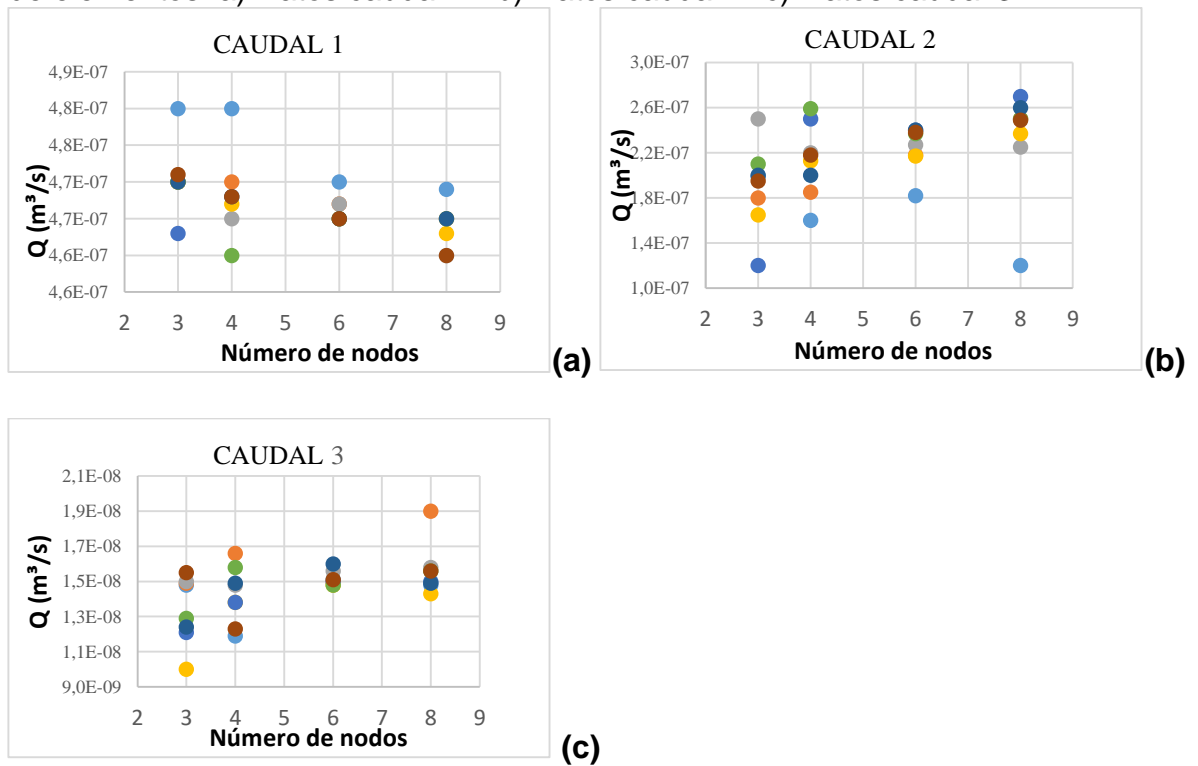 CAUDAL 1
4,9E-07
4,8E-07
4,8E-07
4,7E-07
4,7E-07
4,6E-07
4,6E-07
Q (m³/s)
2 3 4 5 6 7 8 9
Número de nodos
(a)
CAUDAL 2
3,0E-07
2,6E-07
2,2E-07
1,8E-07
1,4E-07
1,0E-07
Q (m³/s)
2 3 4 5 6 7 8 9
Número de nodos
(b)
CAUDAL 3
2,1E-08
1,9E-08
1,7E-08
1,5E-08
1,3E-08
1,1E-08
9,0E-09
Q (m³/s)
2 3 4 5 6 7 8 9
Número de nodos
(c)